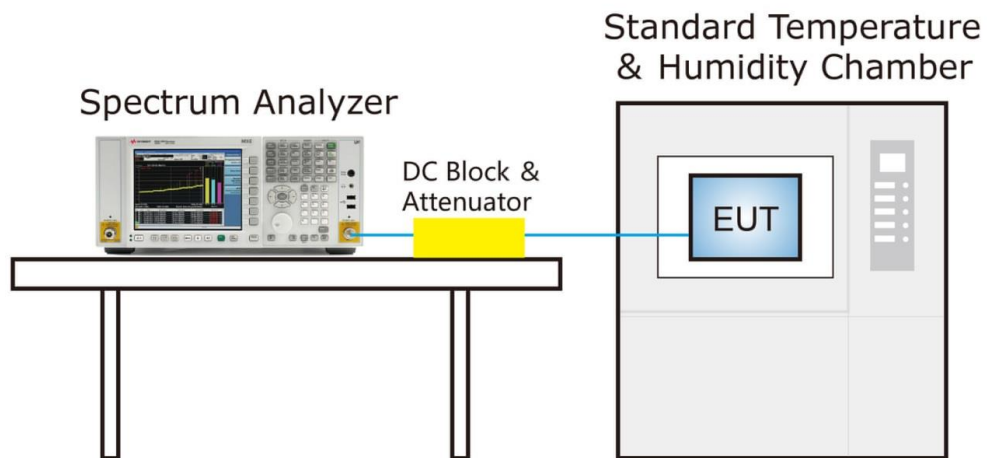 Standard Temperature
& Humidity Chamber
Spectrum Analyzer
DC Block &
Attenuator
EUT